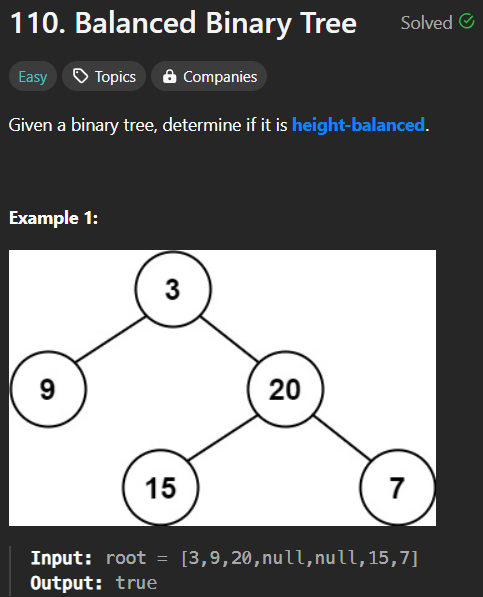 110. Balanced Binary Tree
Solved
Easy
Topics
Companies
Given a binary tree, determine if it is height-balanced.
Example 1:
3
9
20
15
7
Input: root = [3,9,20,null,null,15,7]
Output: true